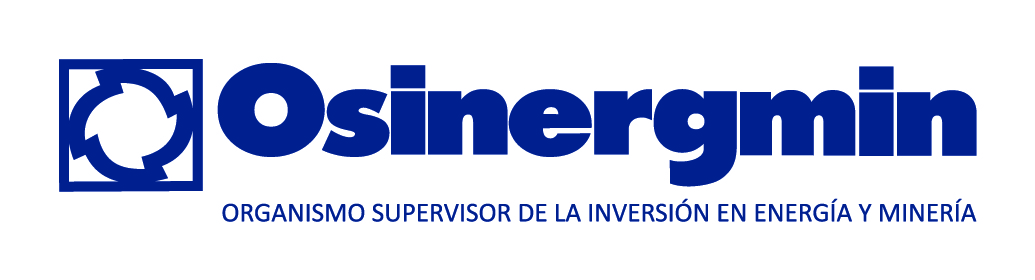 Osinergmin
ORGANISMO SUPERVISOR DE LA INVERSIÓN EN ENERGÍA Y MINERÍA